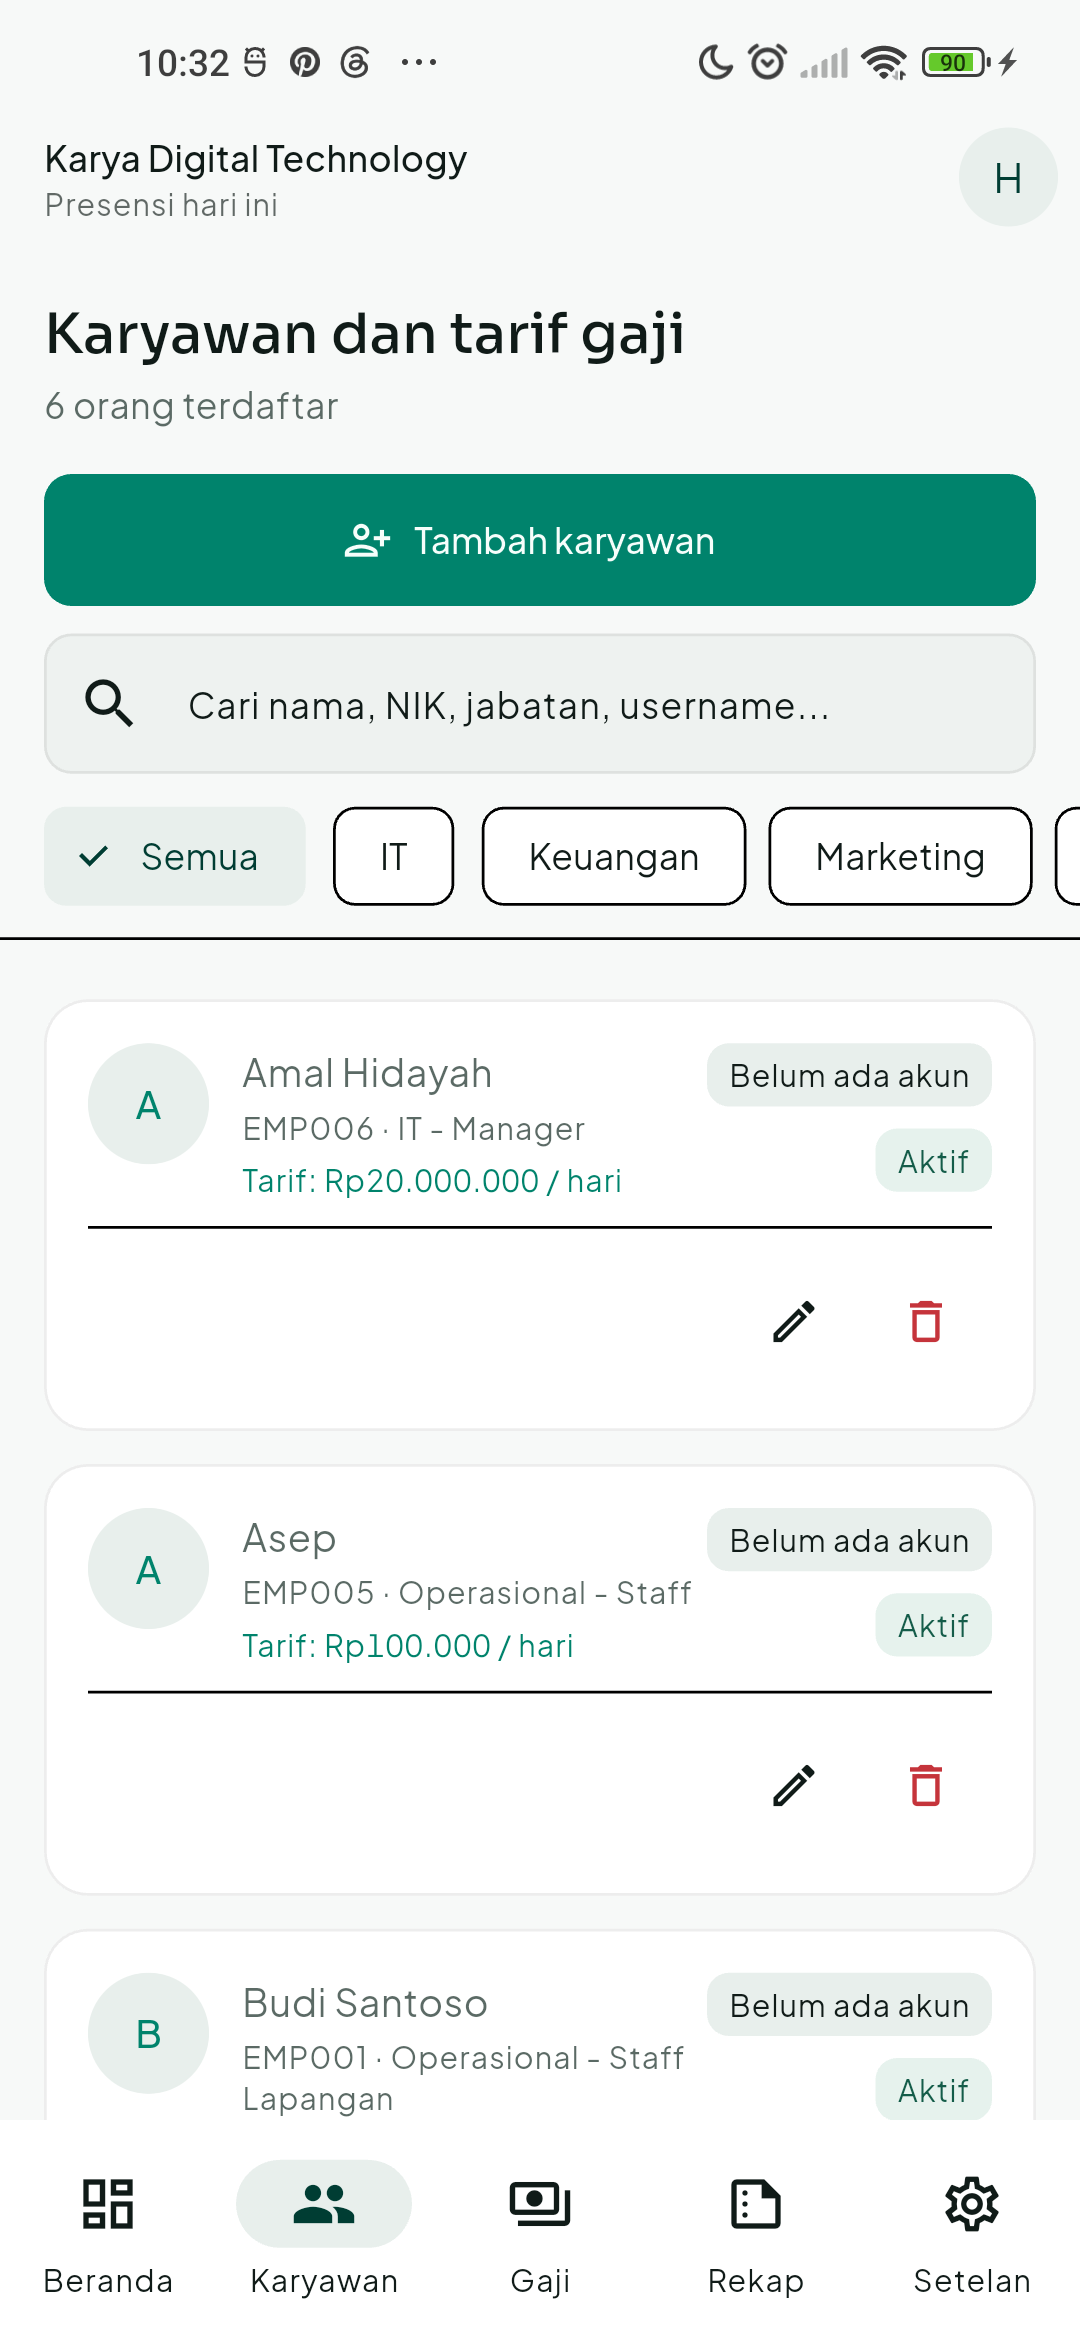 10:32
90
Karya Digital Technology
Presensi hari ini
H
Karyawan dan tarif gaji
6 orang terdaftar
Tambah karyawan
Cari nama, NIK, jabatan, username...
Semua
IT
Keuangan
Marketing
A
Amal Hidayah
Belum ada akun
EMP006 · IT - Manager
Aktif
Tarif: Rp20.000.000 / hari
A
Asep
Belum ada akun
EMP005 · Operasional - Staff
Aktif
Tarif: Rp100.000 / hari
B
Budi Santoso
Belum ada akun
EMP001 · Operasional - Staff
Lapangan
Aktif
Beranda
Karyawan
Gaji
Rekap
Setelan